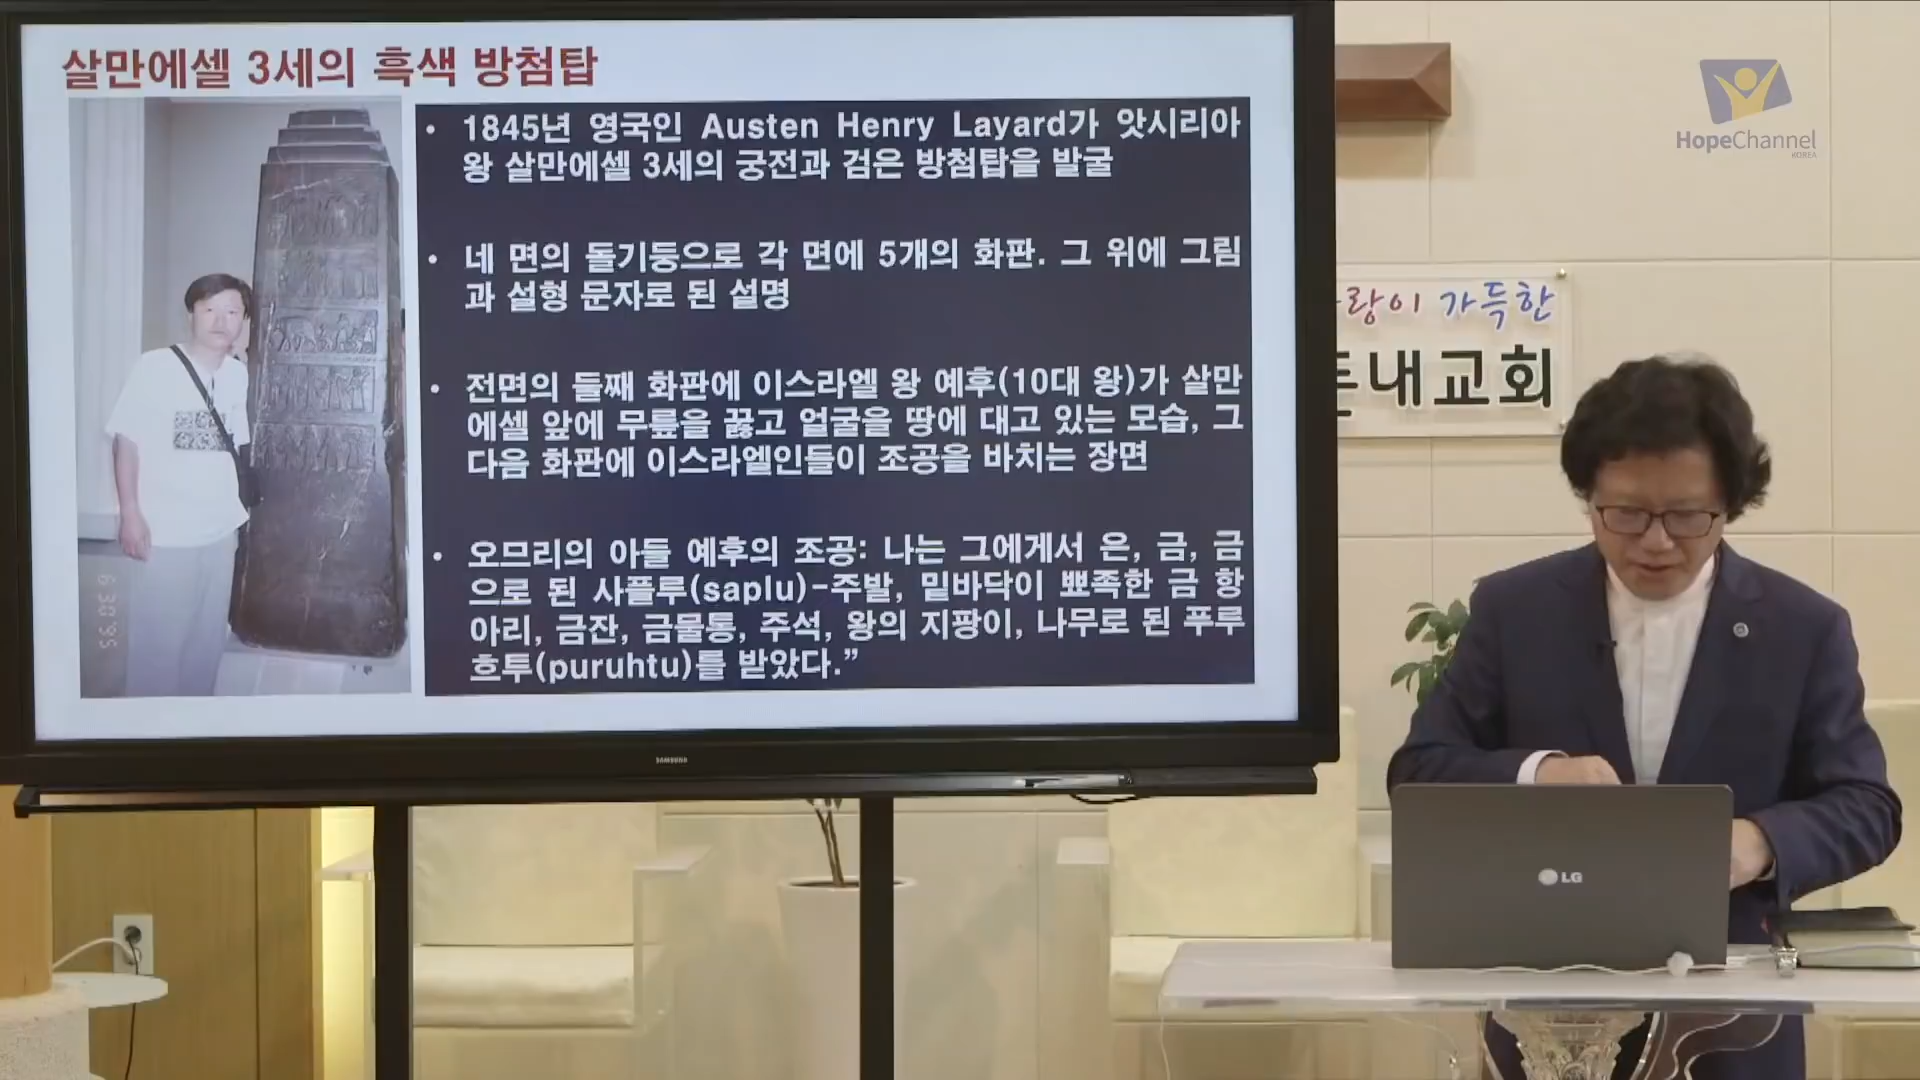 살만에셀 3세의 흑색 방첨탑
• 1845년 영국인 Austen Henry Layard가 앗시리아
왕 살만에셀 3세의 궁전과 검은 방첨탑을 발굴
• 네 면의 돌기둥으로 각 면에 5개의 화판. 그 위에 그림
과 설형 문자로 된 설명
• 전면의 둘째 화판에 이스라엘 왕 예후(10대 왕)가 살만
에셀 앞에 무릎을 꿇고 얼굴을 땅에 대고 있는 모습, 그
다음 화판에 이스라엘인들이 조공을 바치는 장면
• 오므리의 아들 예후의 조공: 나는 그에게서 은, 금, 금
으로 된 사플루(saplu)-주발, 밑바닥이 뾰족한 금 항
아리, 금잔, 금물통, 주석, 왕의 지팡이, 나무로 된 푸루
흐투(puruhtu)를 받았다.”
6 30 '95
SAMSUNG
HopeChannel
KOREA
랑이 가득한
내교회
LG